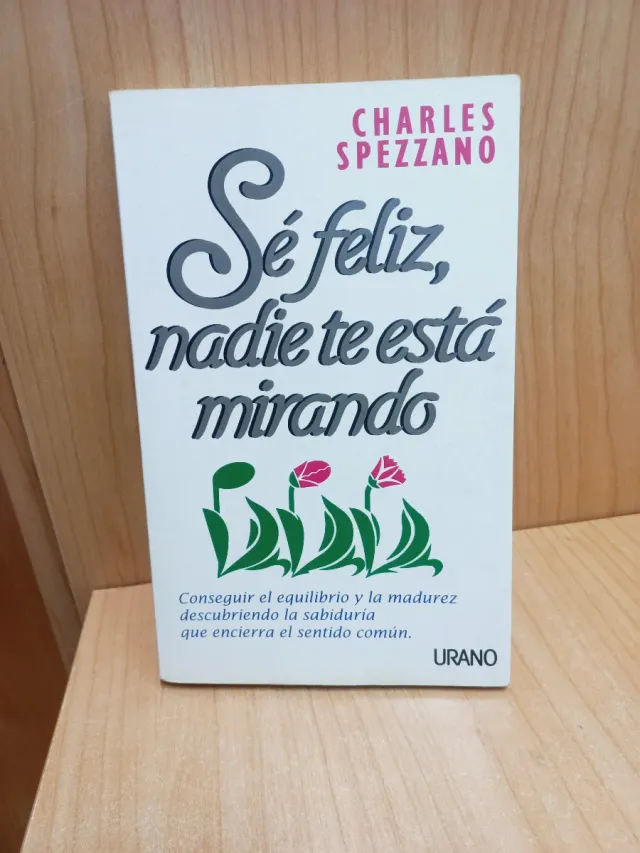 CHARLES
SPEZZANO
Sé feliz,
nadie te está
mirando
Conseguir el equilibrio y la madurez
descubriendo la sabiduría
que encierra el sentido común.
URANO